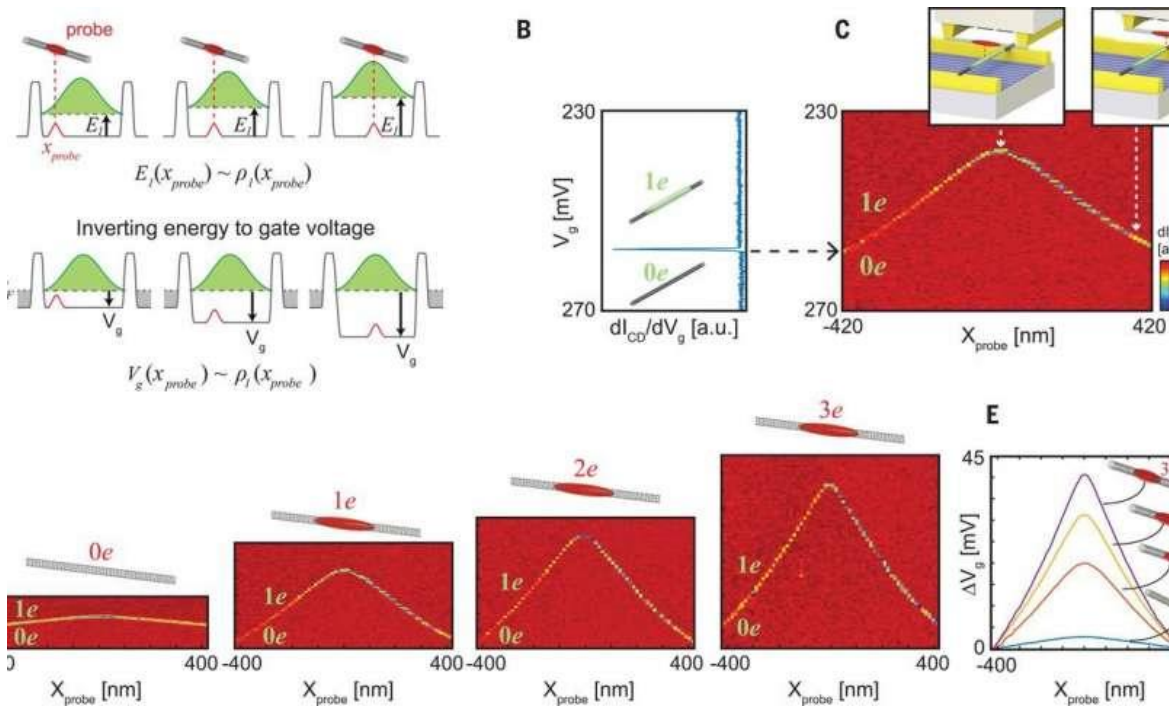 probe
E_l
E_l
E_l
x_probe
E_l(x_probe) ~ ρ_l(x_probe)
Inverting energy to gate voltage
V_g
V_g
V_g
V_g(x_probe) ~ ρ_l(x_probe)
B
230
1e
V_g [mV]
0e
270
dI_CD/dV_g [a.u.]
C
230
1e
0e
270
-420
420
X_probe [nm]
dI
[a
0e
1e
0e
0
400
X_probe [nm]
1e
1e
0e
-400
400
X_probe [nm]
2e
1e
0e
-400
400
X_probe [nm]
3e
1e
0e
-400
400
X_probe [nm]
E
45
3
ΔV_g [mV]
0
-400
X_probe [nm]